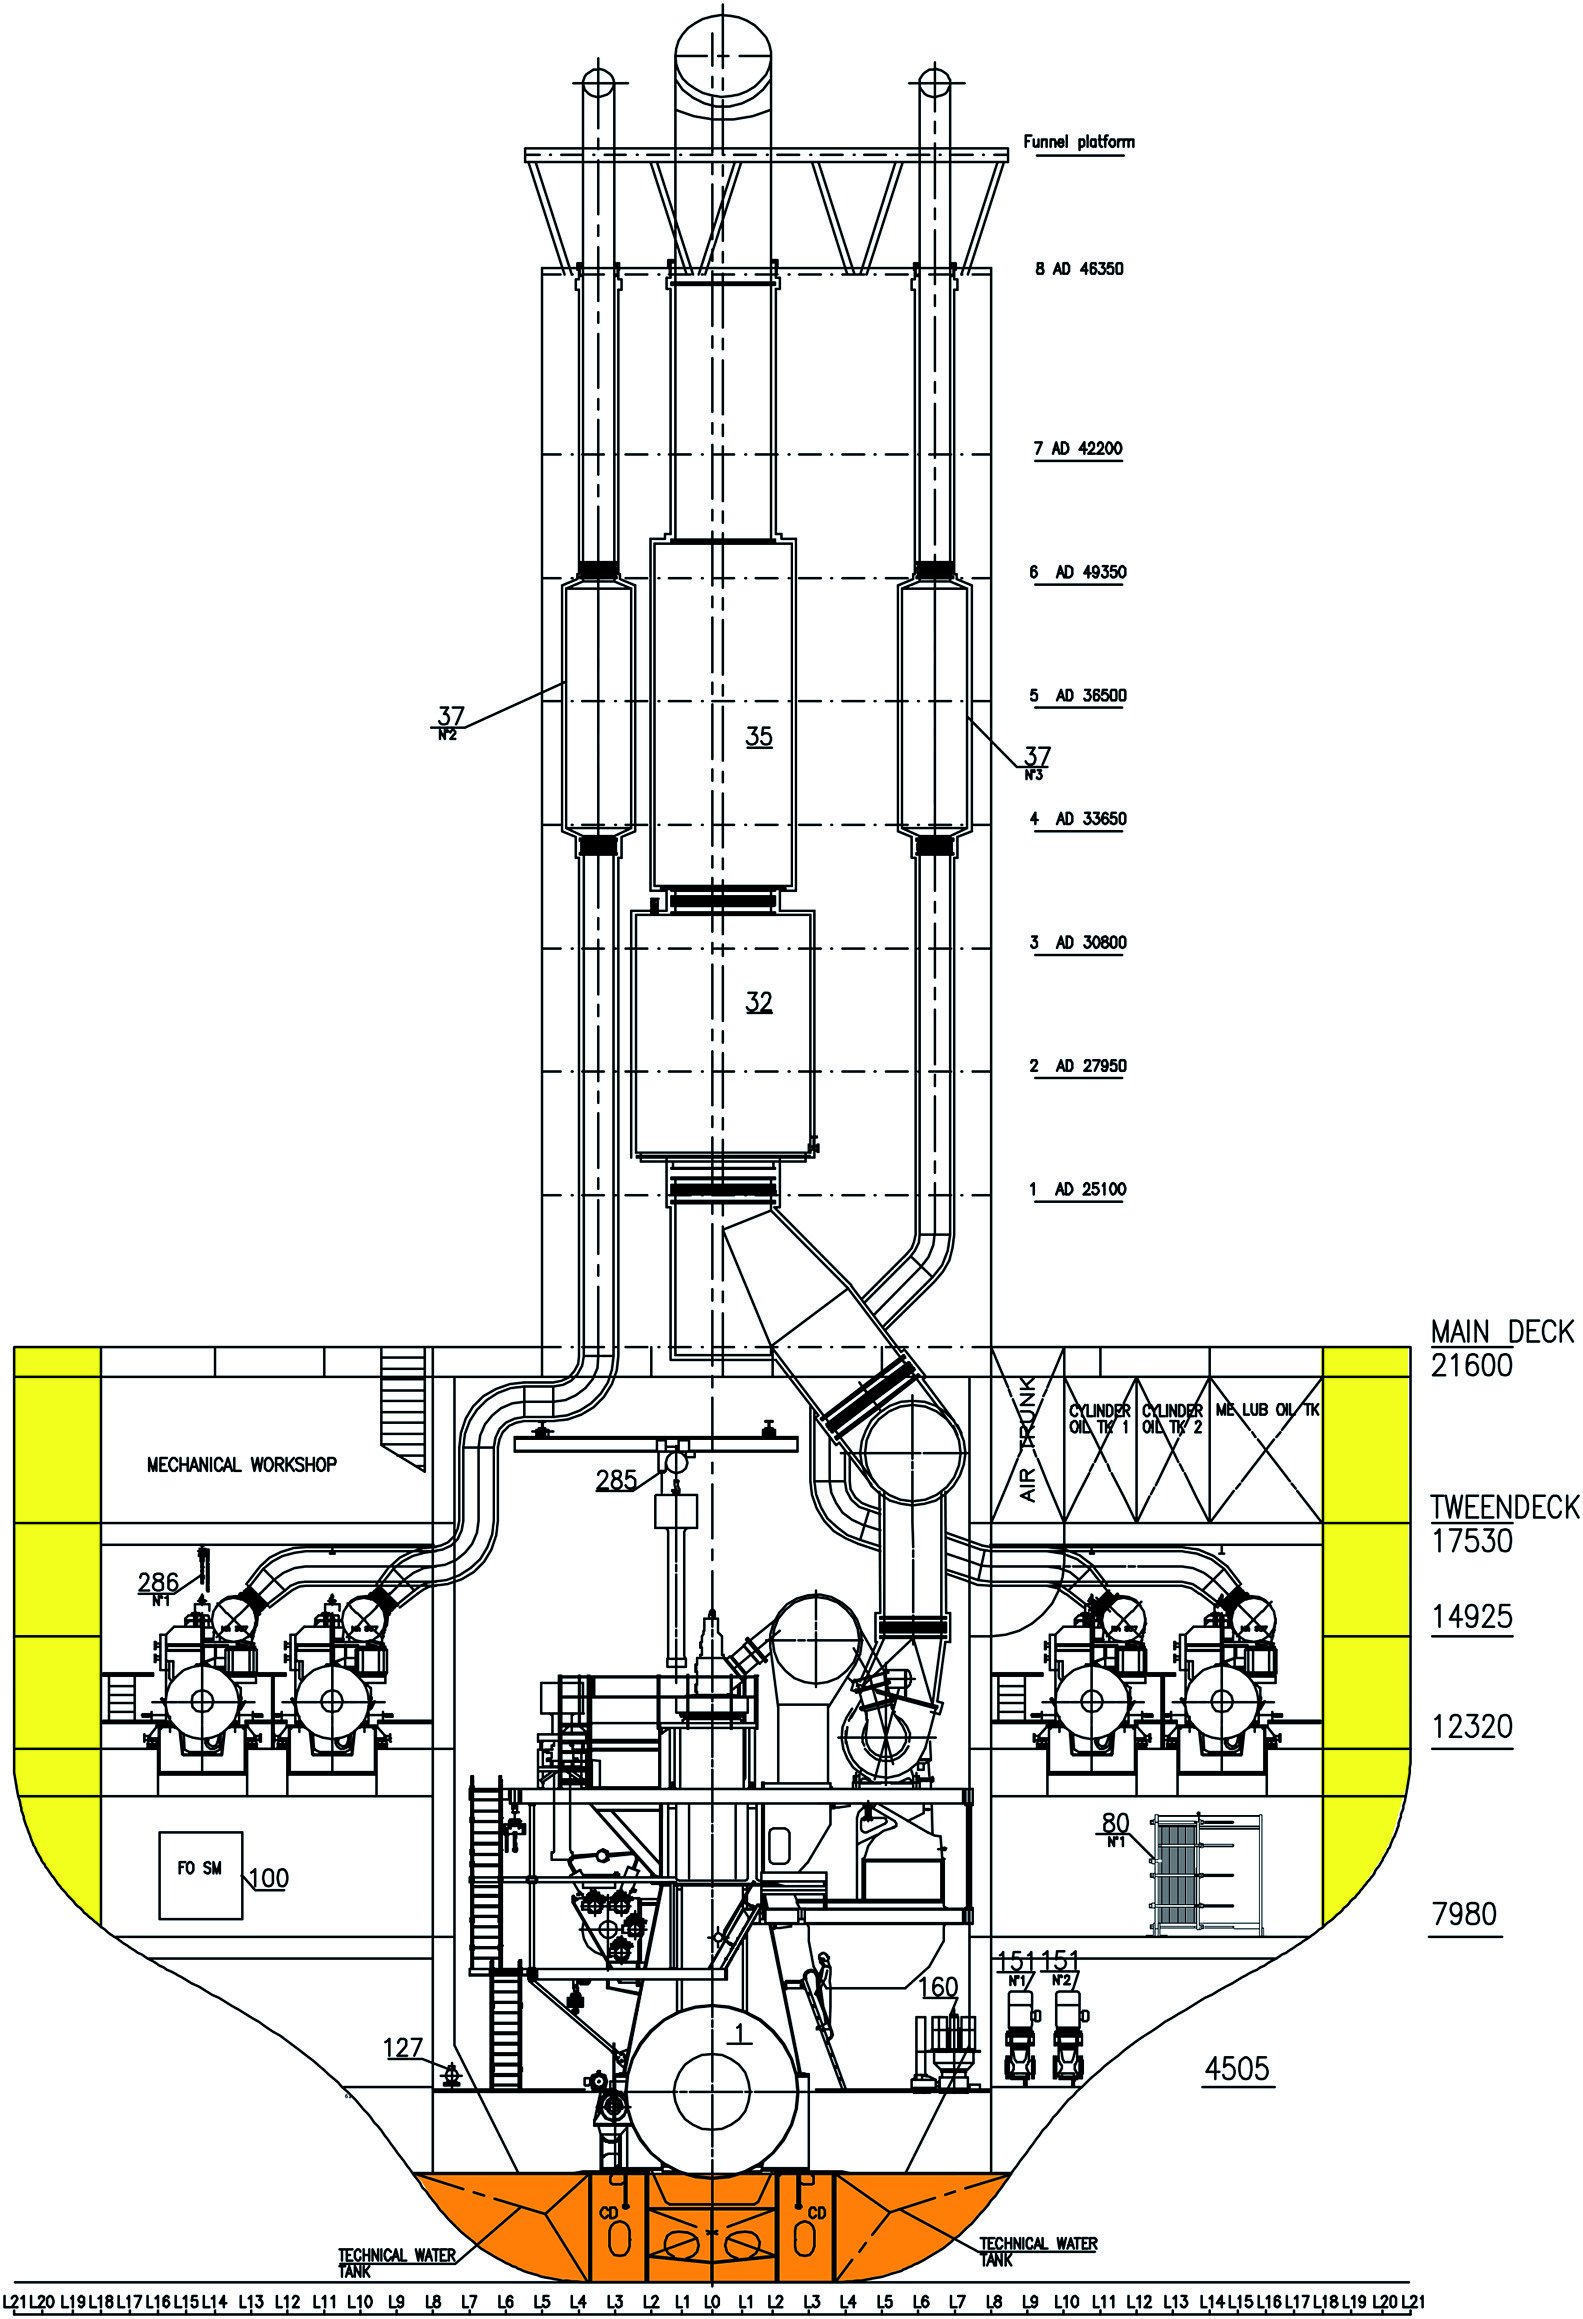 Funnel platform
8 AD 46350
7 AD 42200
6 AD 49350
5 AD 36500
37
N°2
35
37
N°3
4 AD 33650
3 AD 30800
32
2 AD 27950
1 AD 25100
MAIN DECK
21600
AIR TRUNK
CYLINDER
OIL TK 1
CYLINDER
OIL TK 2
ME LUB OIL TK
MECHANICAL WORKSHOP
285
TWEENDECK
17530
286
N°1
14925
12320
80
N°1
FO SM
100
7980
151
N°1
151
N°2
160
1
127
4505
CD
CD
TECHNICAL WATER
TANK
TECHNICAL WATER
TANK
L21 L20 L19 L18 L17 L16 L15 L14 L13 L12 L11 L10 L9 L8 L7 L6 L5 L4 L3 L2 L1 L0 L1 L2 L3 L4 L5 L6 L7 L8 L9 L10 L11 L12 L13 L14 L15 L16 L17 L18 L19 L20 L21